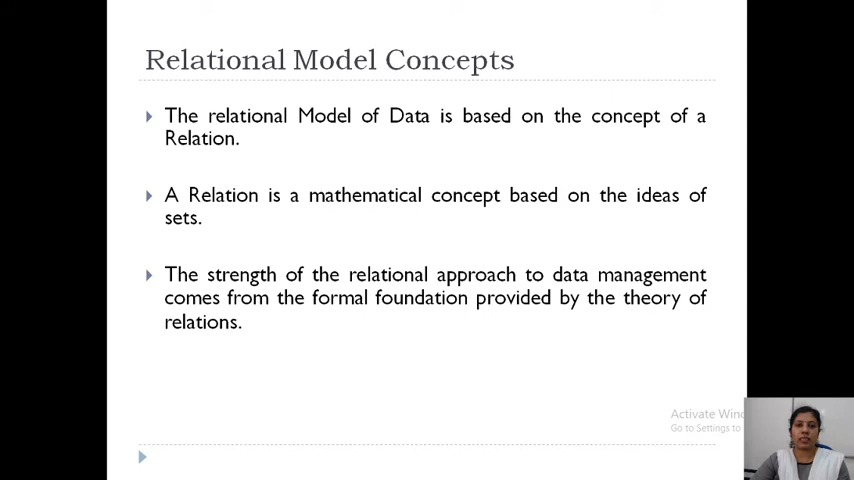 Relational Model Concepts
The relational Model of Data is based on the concept of a
Relation.
A Relation is a mathematical concept based on the ideas of
sets.
The strength of the relational approach to data management
comes from the formal foundation provided by the theory of
relations.
Activate
Go to Settings to